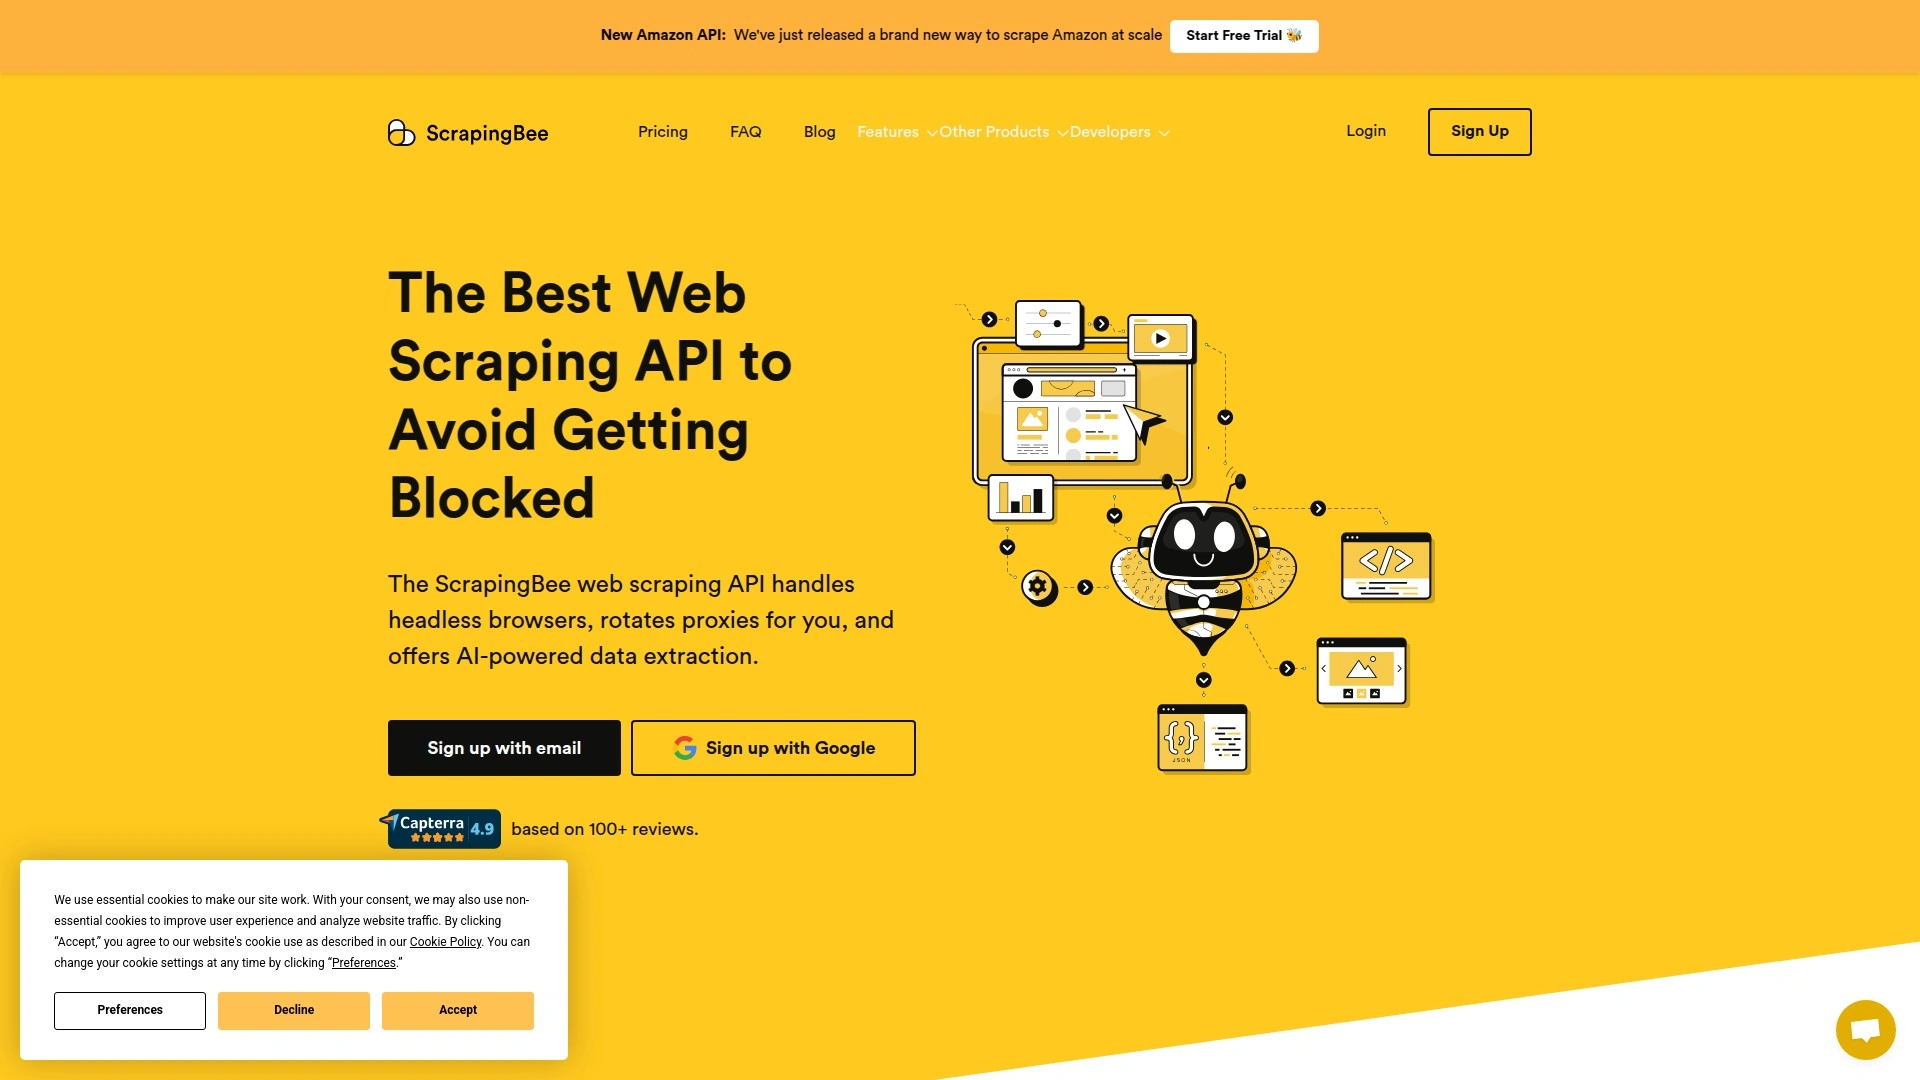 New Amazon API: We've just released a brand new way to scrape Amazon at scale Start Free Trial 🐝
ScrapingBee Pricing FAQ Blog Features Other Products Developers Login Sign Up
The Best Web
Scraping API to
Avoid Getting
Blocked
The ScrapingBee web scraping API handles
headless browsers, rotates proxies for you, and
offers AI-powered data extraction.
Sign up with email Sign up with Google
Capterra 4.9 based on 100+ reviews.
</>
{,}
JSON
We use essential cookies to make our site work. With your consent, we may also use non-
essential cookies to improve user experience and analyze website traffic. By clicking
“Accept,” you agree to our website's cookie use as described in our Cookie Policy. You can
change your cookie settings at any time by clicking “Preferences.”
Preferences Decline Accept